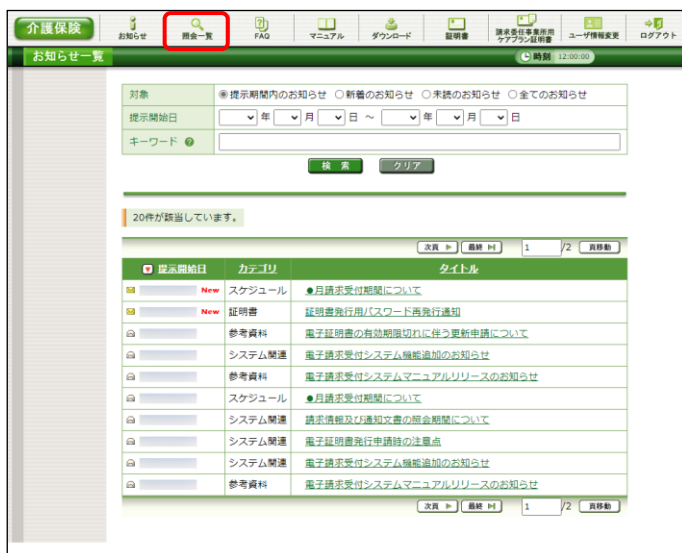 介護保険 お知らせ 照会一覧 FAQ マニュアル ダウンロード 証明書 請求委任事業所用 ケアプラン証明書 ユーザ情報変更 ログアウト
お知らせ一覧 時刻 12:00:00
対象 提示期間内のお知らせ 新着のお知らせ 未読のお知らせ 全てのお知らせ
提示開始日 年 月 日 ～ 年 月 日
キーワード ?
検 索 クリア
20件が該当しています。
次頁 最終 1 /2 頁移動
提示開始日 カテゴリ タイトル
New スケジュール ●月請求受付期間について
New 証明書 証明書発行用パスワード再発行通知
参考資料 電子証明書の有効期限切れに伴う更新申請について
システム関連 電子請求受付システム機能追加のお知らせ
参考資料 電子請求受付システムマニュアルリリースのお知らせ
スケジュール ●月請求受付期間について
システム関連 請求情報及び通知文書の照会期間について
システム関連 電子証明書発行申請時の注意点
システム関連 電子請求受付システム機能追加のお知らせ
参考資料 電子請求受付システムマニュアルリリースのお知らせ
次頁 最終 1 /2 頁移動